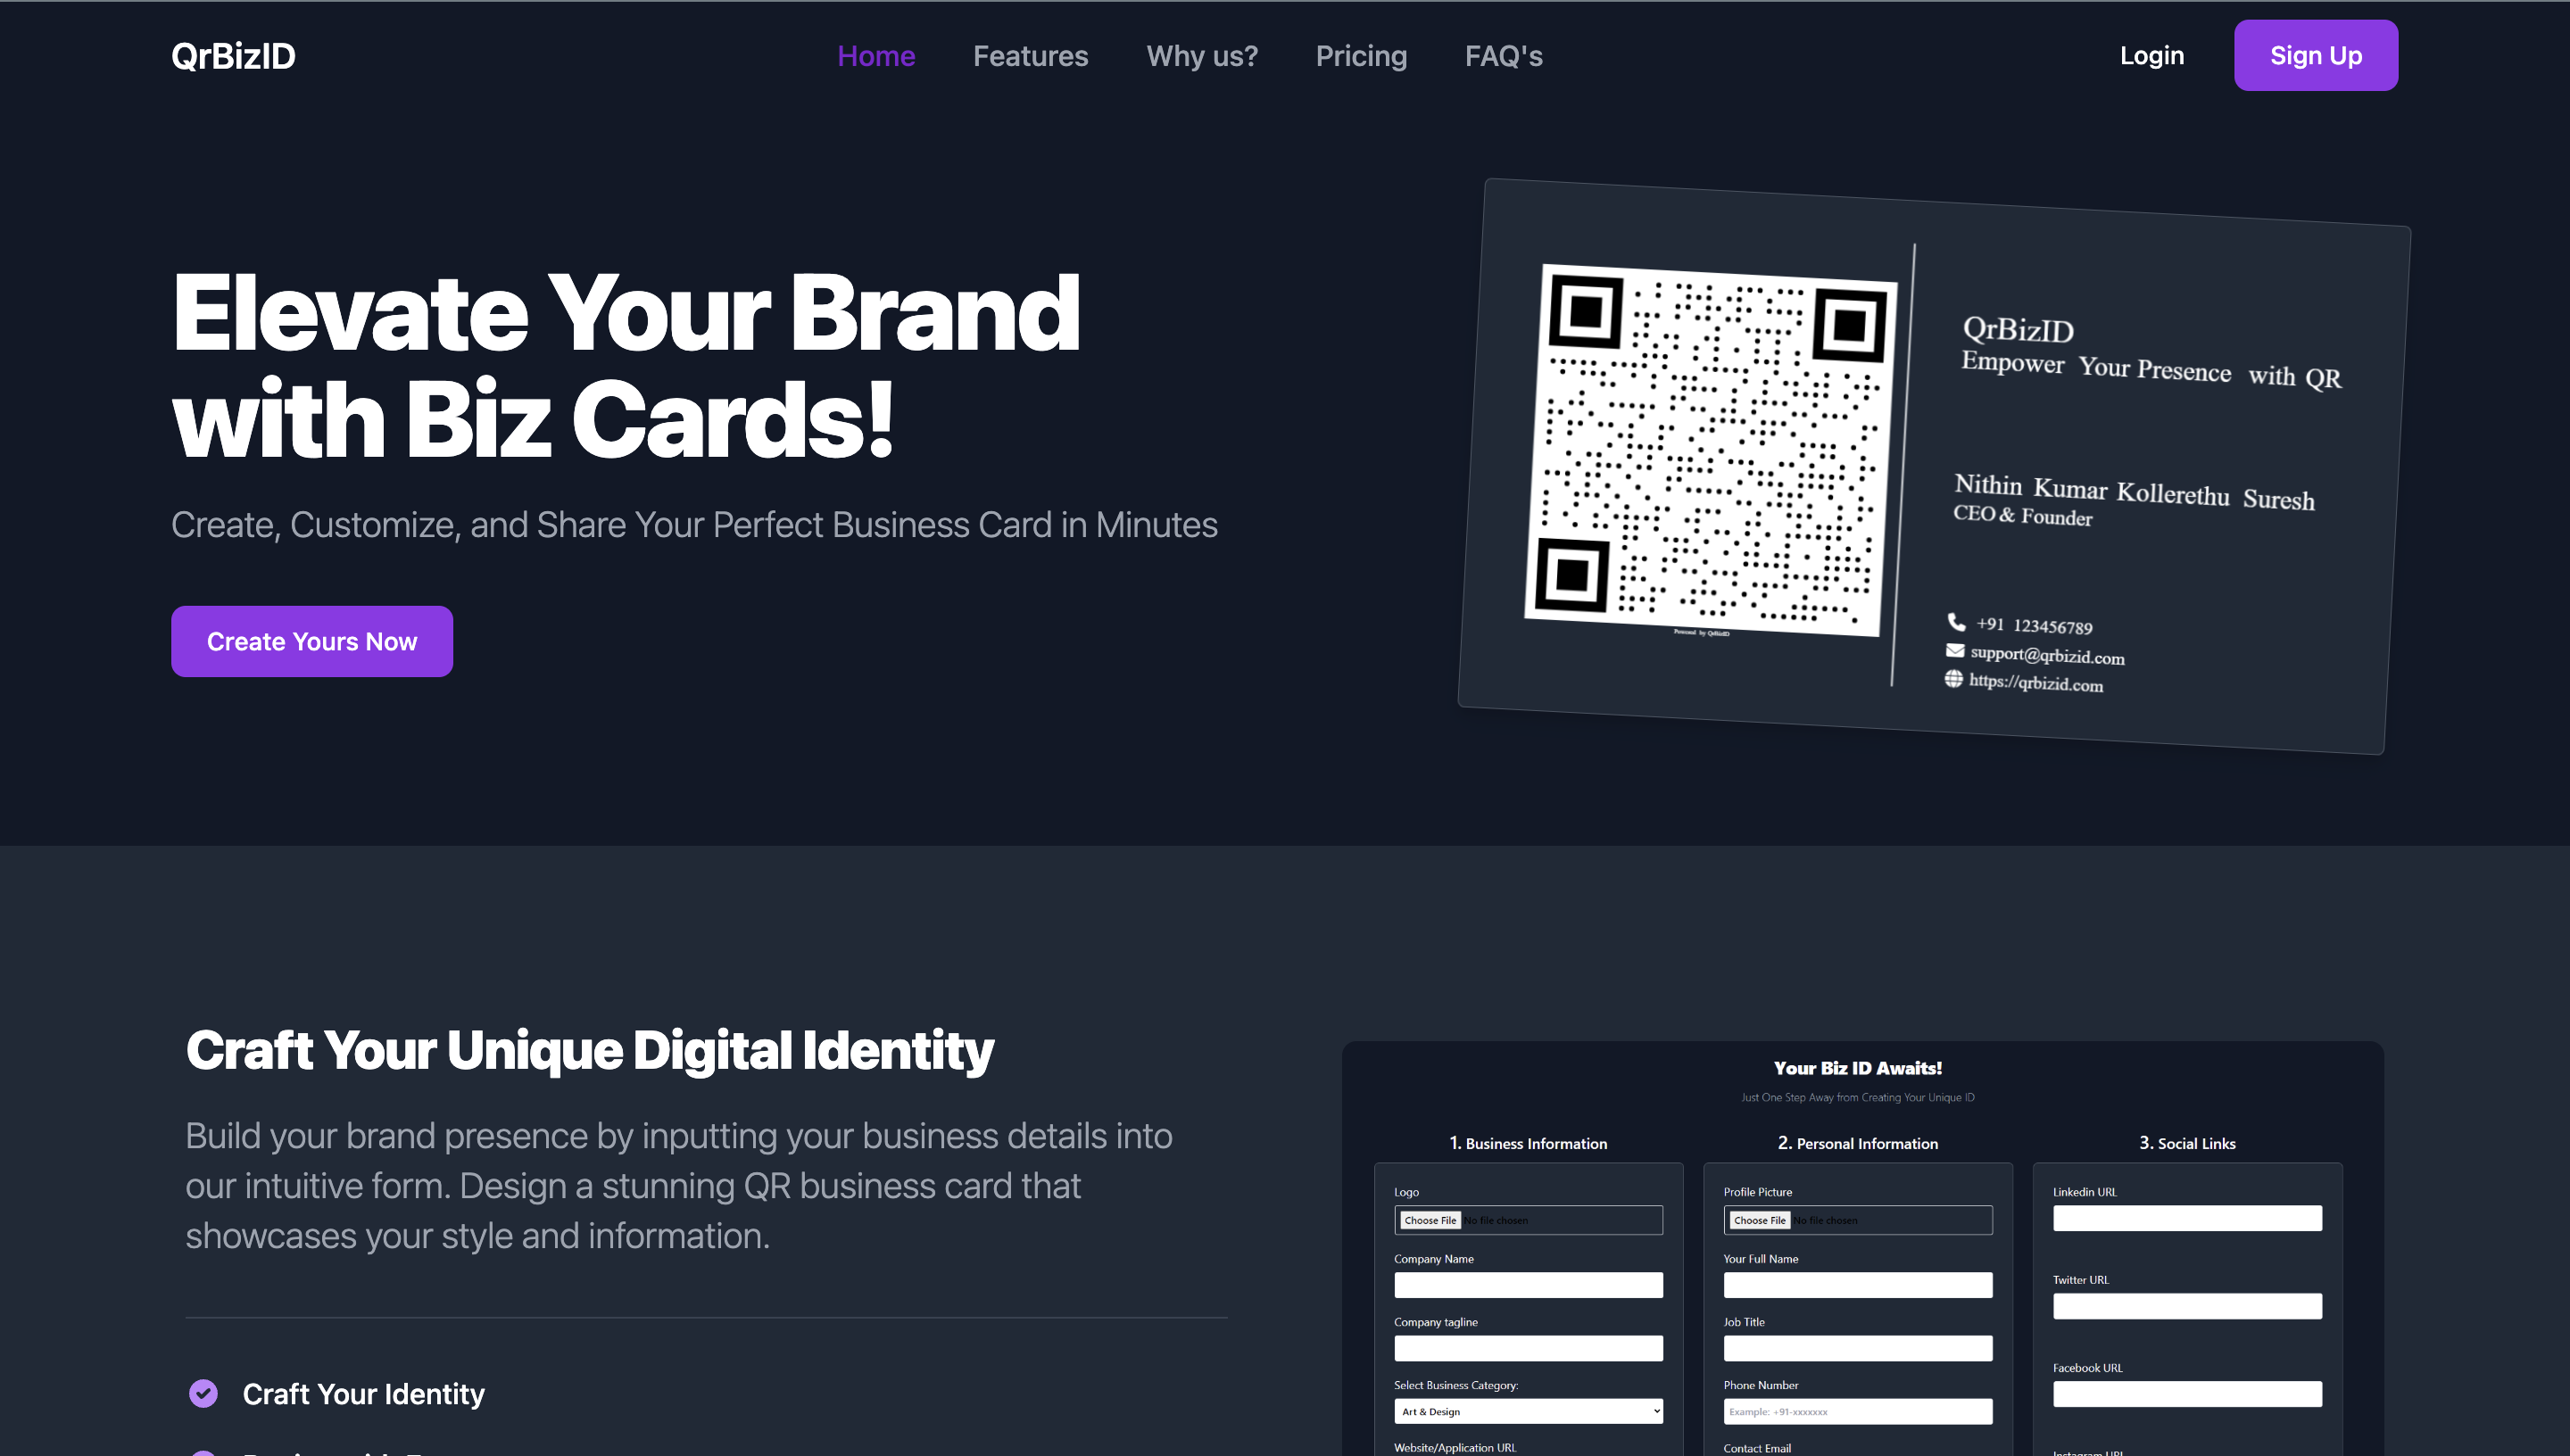 QrBizID
Home
Features
Why us?
Pricing
FAQ's
Login
Sign Up
Elevate Your Brand
with Biz Cards!
Create, Customize, and Share Your Perfect Business Card in Minutes
Create Yours Now
Powered by QrBizID
QrBizID
Empower Your Presence with QR
Nithin Kumar Kollerethu Suresh
CEO & Founder
+91 123456789
support@qrbizid.com
https://qrbizid.com
Craft Your Unique Digital Identity
Build your brand presence by inputting your business details into
our intuitive form. Design a stunning QR business card that
showcases your style and information.
Craft Your Identity
Your Biz ID Awaits!
Just One Step Away from Creating Your Unique ID
1. Business Information
Logo
Choose File No file chosen
Company Name
Company tagline
Select Business Category:
Art & Design
Website/Application URL
2. Personal Information
Profile Picture
Choose File No file chosen
Your Full Name
Job Title
Phone Number
Example: +91-xxxxxxx
Contact Email
3. Social Links
Linkedin URL
Twitter URL
Facebook URL
Instagram URL